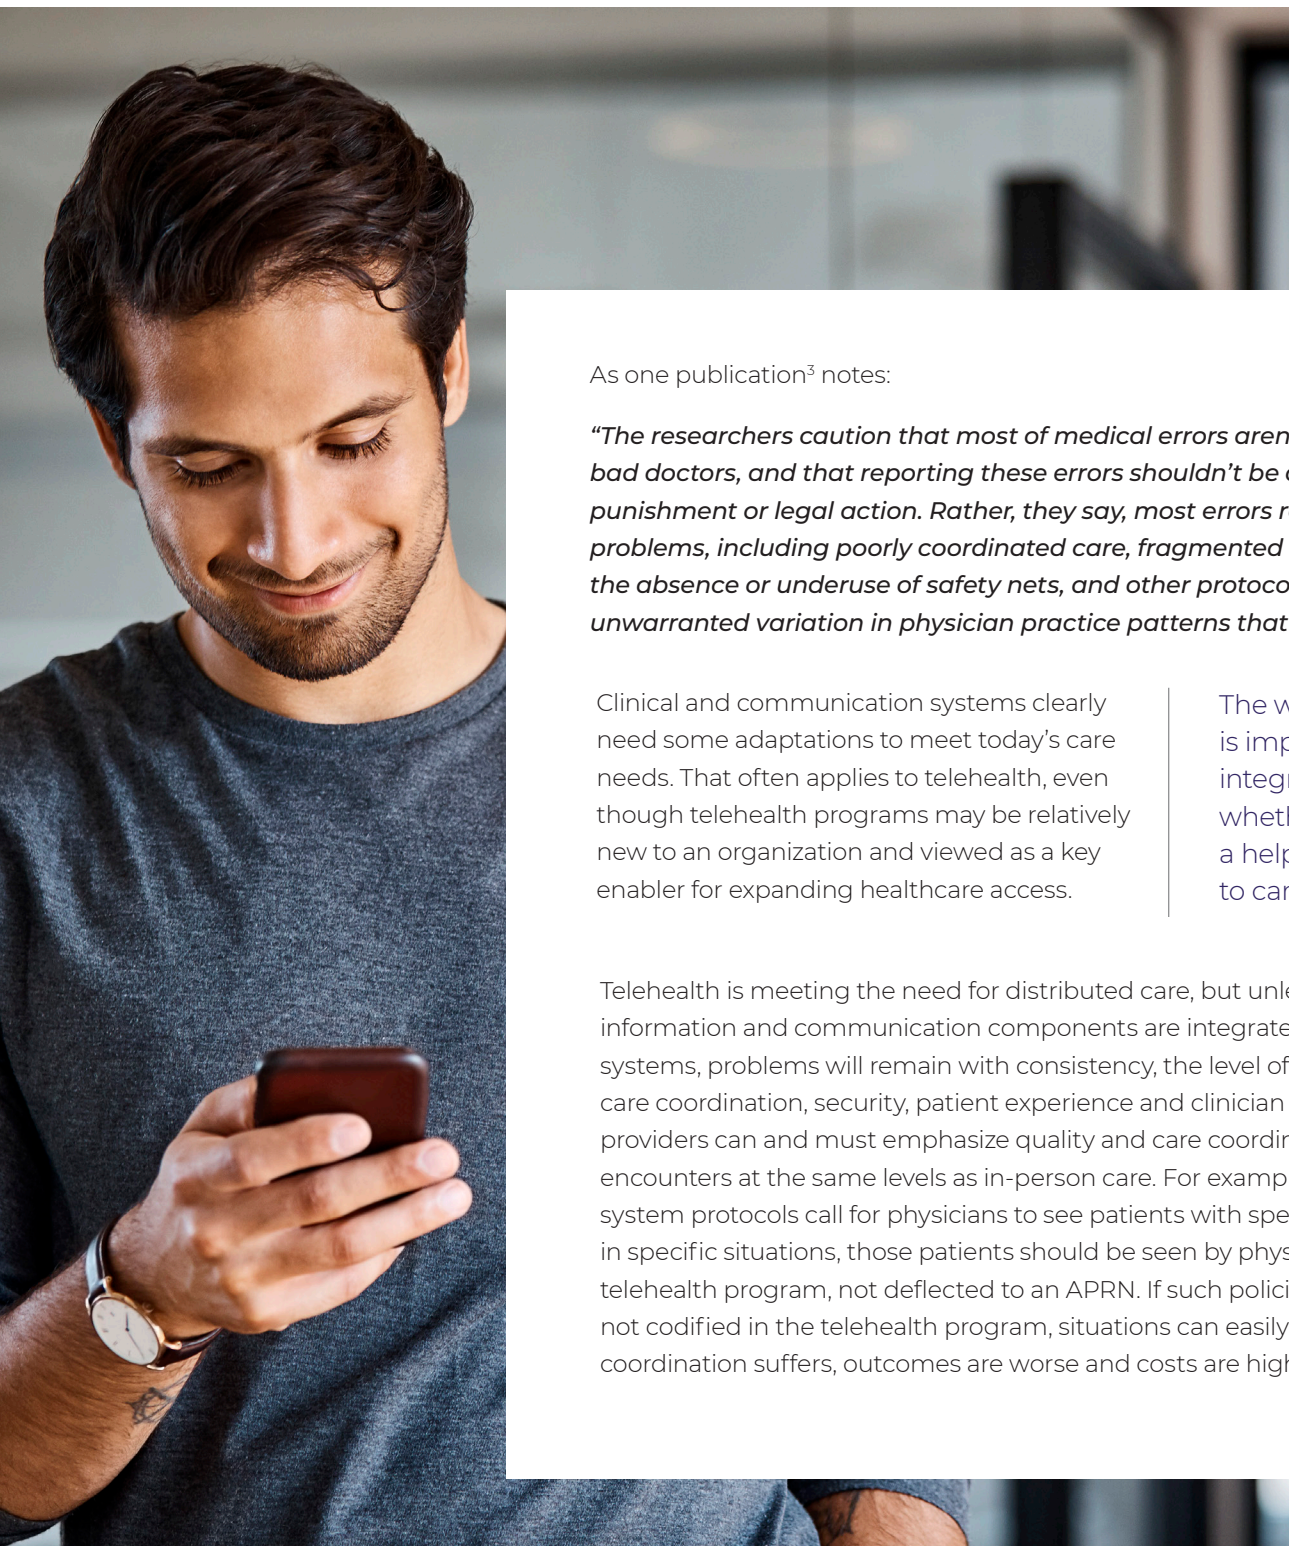 As one publication³ notes:
“The researchers caution that most of medical errors aren
bad doctors, and that reporting these errors shouldn’t be
punishment or legal action. Rather, they say, most errors
problems, including poorly coordinated care, fragmented
the absence or underuse of safety nets, and other protoco
unwarranted variation in physician practice patterns that
Clinical and communication systems clearly
need some adaptations to meet today’s care
needs. That often applies to telehealth, even
though telehealth programs may be relatively
new to an organization and viewed as a key
enabler for expanding healthcare access.
The w
is imp
integr
wheth
a help
to car
Telehealth is meeting the need for distributed care, but unle
information and communication components are integrate
systems, problems will remain with consistency, the level of
care coordination, security, patient experience and clinician
providers can and must emphasize quality and care coordin
encounters at the same levels as in-person care. For examp
system protocols call for physicians to see patients with spe
in specific situations, those patients should be seen by phys
telehealth program, not deflected to an APRN. If such polici
not codified in the telehealth program, situations can easily
coordination suffers, outcomes are worse and costs are high